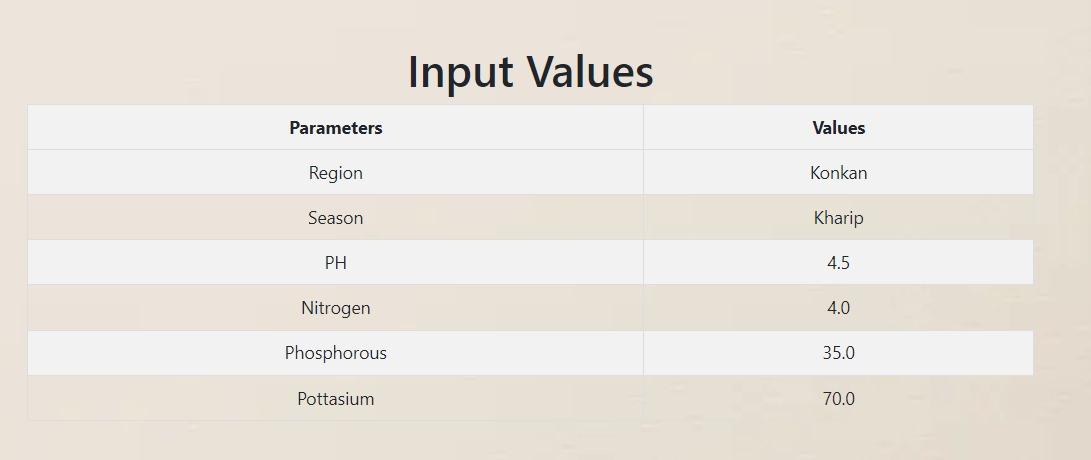 Input Values
Parameters Values
Region Konkan
Season Kharip
PH 4.5
Nitrogen 4.0
Phosphorous 35.0
Pottasium 70.0